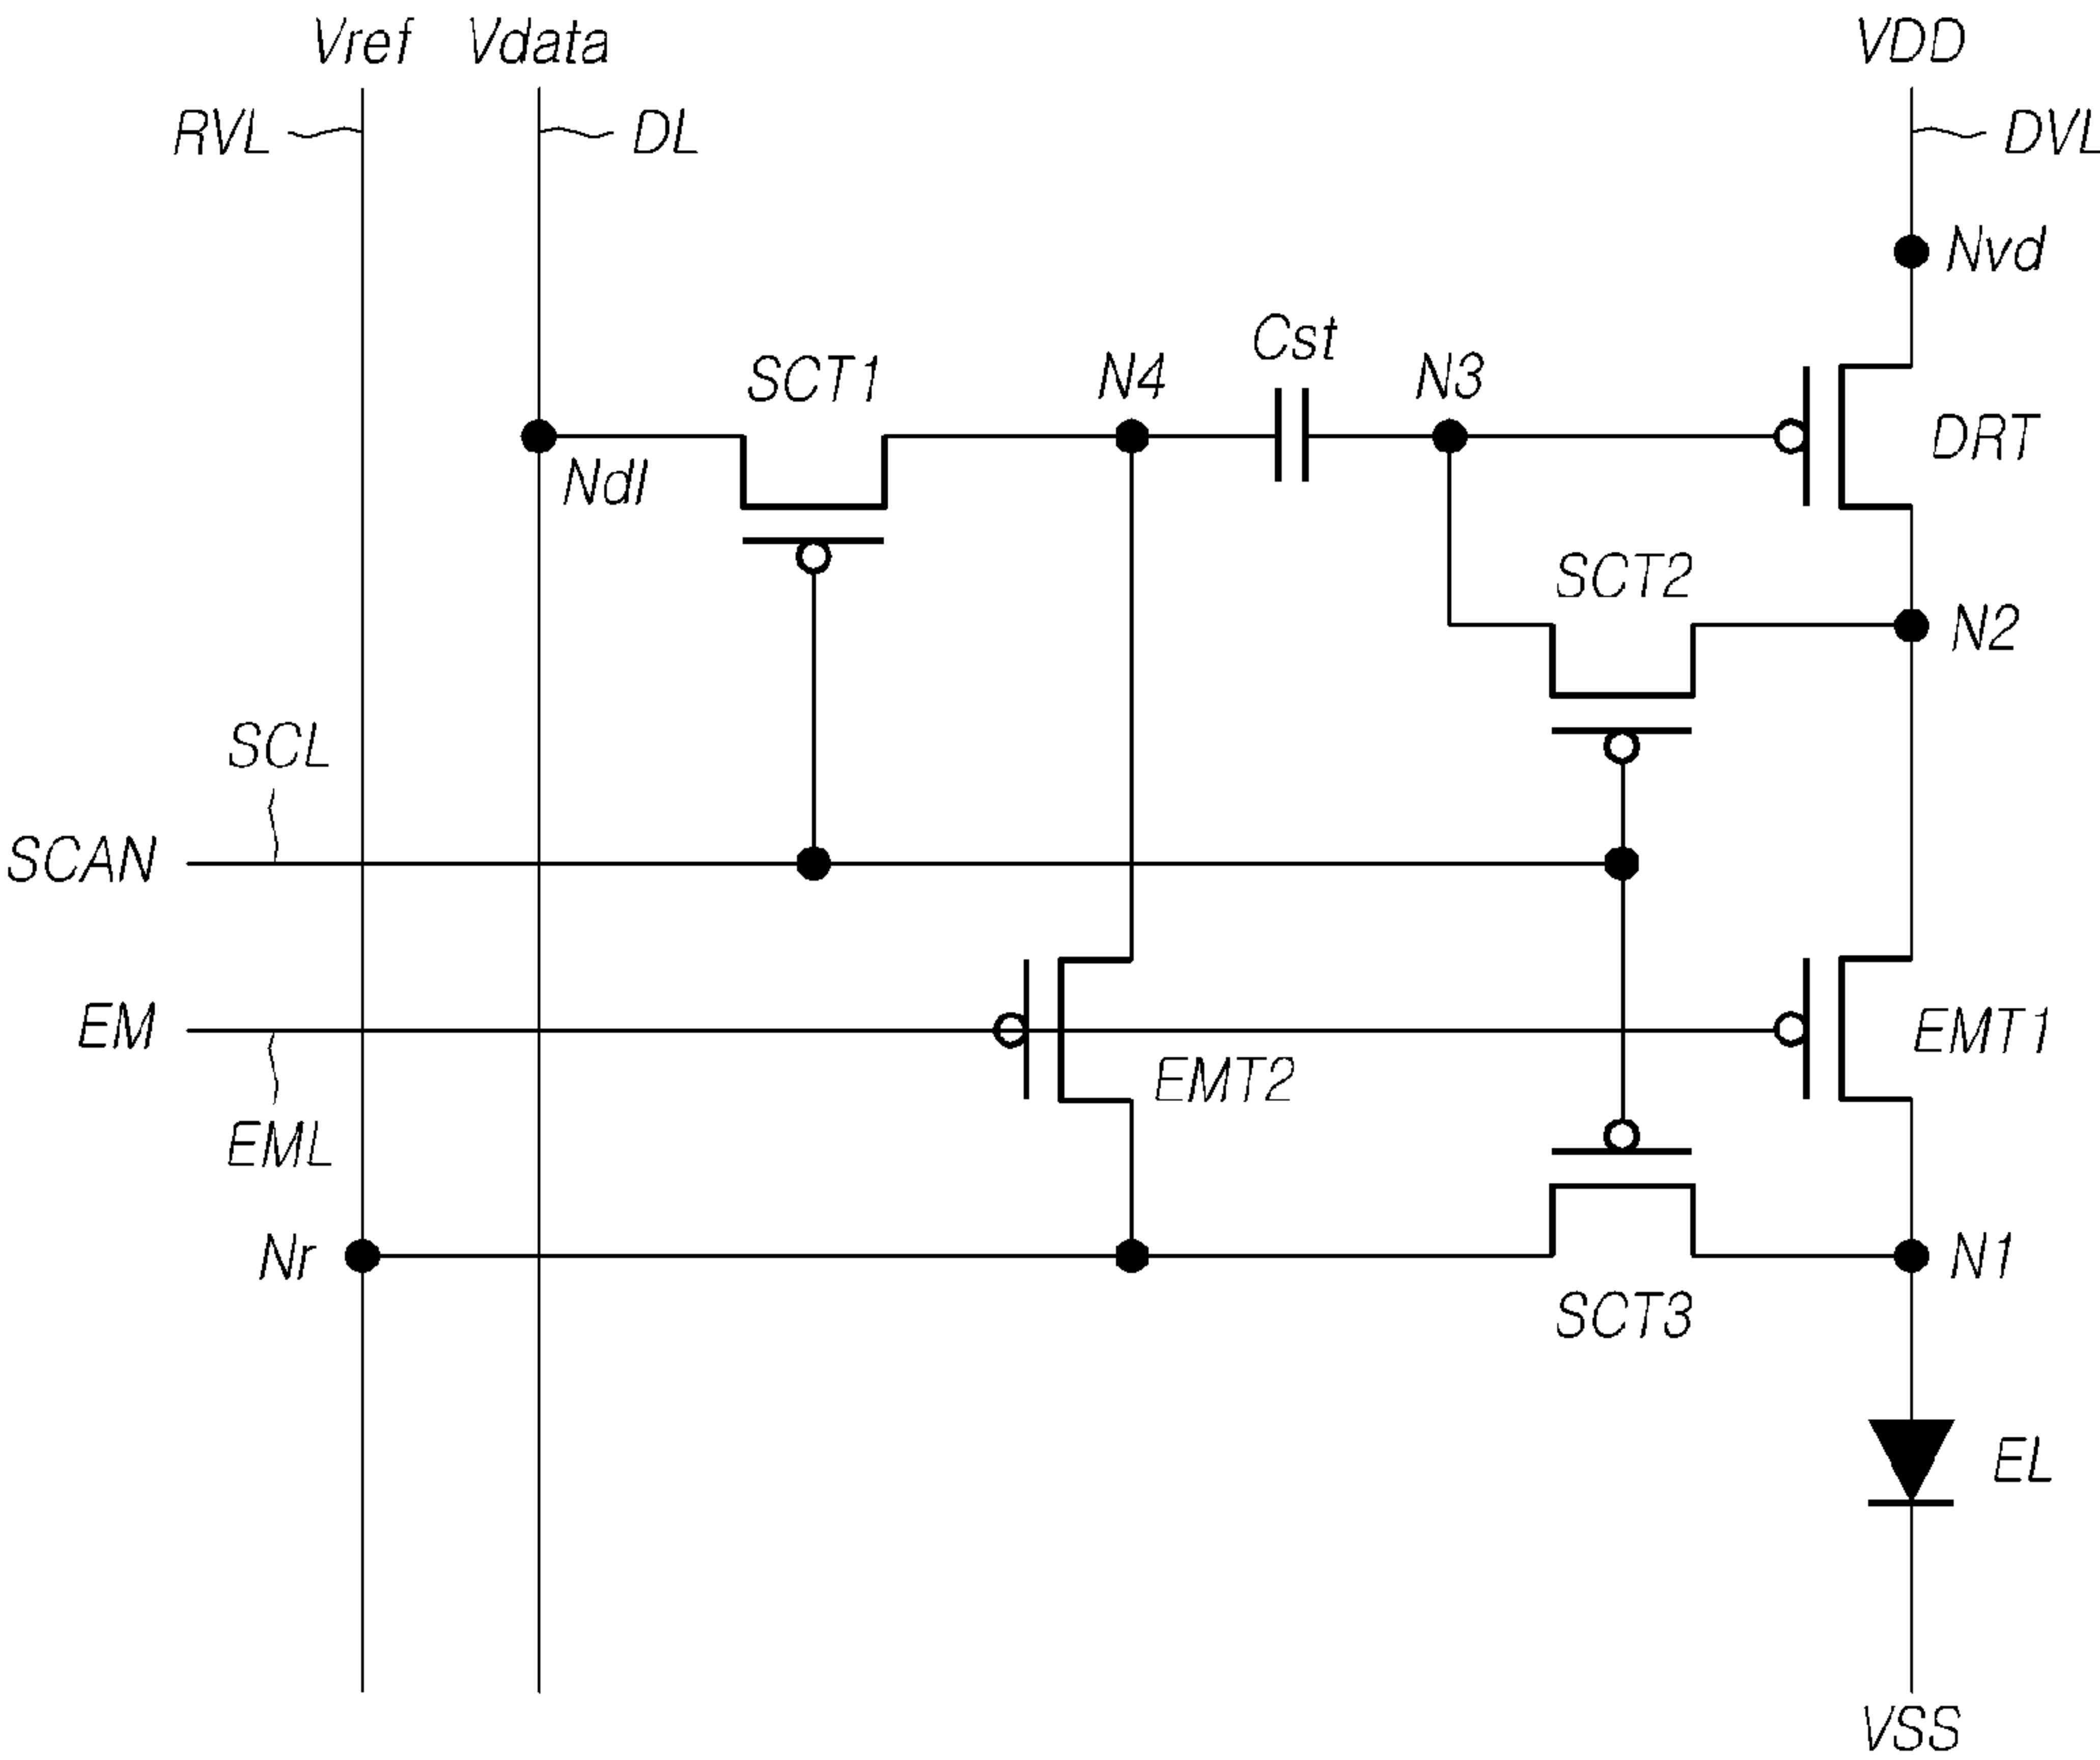 Vref Vdata VDD
RVL DL DVL
Nvd
Cst
SCT1 N4 N3
DRT
Ndl
SCT2
N2
SCL
SCAN
EM EMT1
EMT2
EML
Nr N1
SCT3
EL
VSS